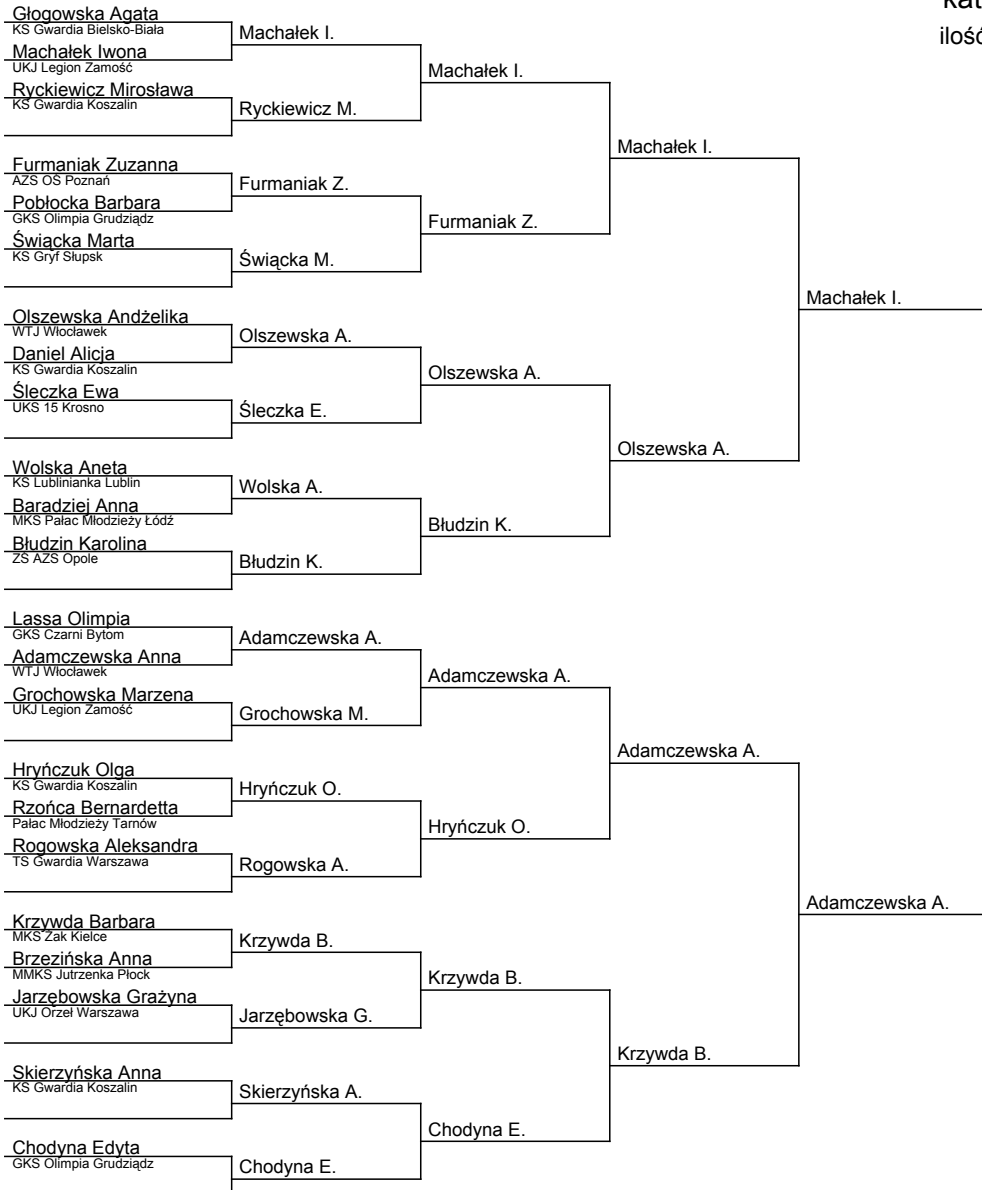 kat
ilość
Głogowska Agata
KS Gwardia Bielsko-Biała
Machałek Iwona
UKJ Legion Zamość
Ryckiewicz Mirosława
KS Gwardia Koszalin
Furmaniak Zuzanna
AZS OŚ Poznań
Pobłocka Barbara
GKS Olimpia Grudziądz
Świącka Marta
KS Gryf Słupsk
Olszewska Andżelika
WTJ Włocławek
Daniel Alicja
KS Gwardia Koszalin
Śleczka Ewa
UKS 15 Krosno
Wolska Aneta
KS Lublinianka Lublin
Baradziej Anna
MKS Pałac Młodzieży Łódź
Błudzin Karolina
ZŚ AZS Opole
Lassa Olimpia
GKS Czarni Bytom
Adamczewska Anna
WTJ Włocławek
Grochowska Marzena
UKJ Legion Zamość
Hryńczuk Olga
KS Gwardia Koszalin
Rzońca Bernardetta
Pałac Młodzieży Tarnów
Rogowska Aleksandra
TS Gwardia Warszawa
Krzywda Barbara
MKS Żak Kielce
Brzezińska Anna
MMKS Jutrzenka Płock
Jarzębowska Grażyna
UKJ Orzeł Warszawa
Skierzyńska Anna
KS Gwardia Koszalin
Chodyna Edyta
GKS Olimpia Grudziądz
Machałek I.
Ryckiewicz M.
Furmaniak Z.
Świącka M.
Olszewska A.
Śleczka E.
Wolska A.
Błudzin K.
Adamczewska A.
Grochowska M.
Hryńczuk O.
Rogowska A.
Krzywda B.
Jarzębowska G.
Skierzyńska A.
Chodyna E.
Machałek I.
Furmaniak Z.
Olszewska A.
Błudzin K.
Adamczewska A.
Hryńczuk O.
Krzywda B.
Chodyna E.
Machałek I.
Olszewska A.
Adamczewska A.
Krzywda B.
Machałek I.
Adamczewska A.